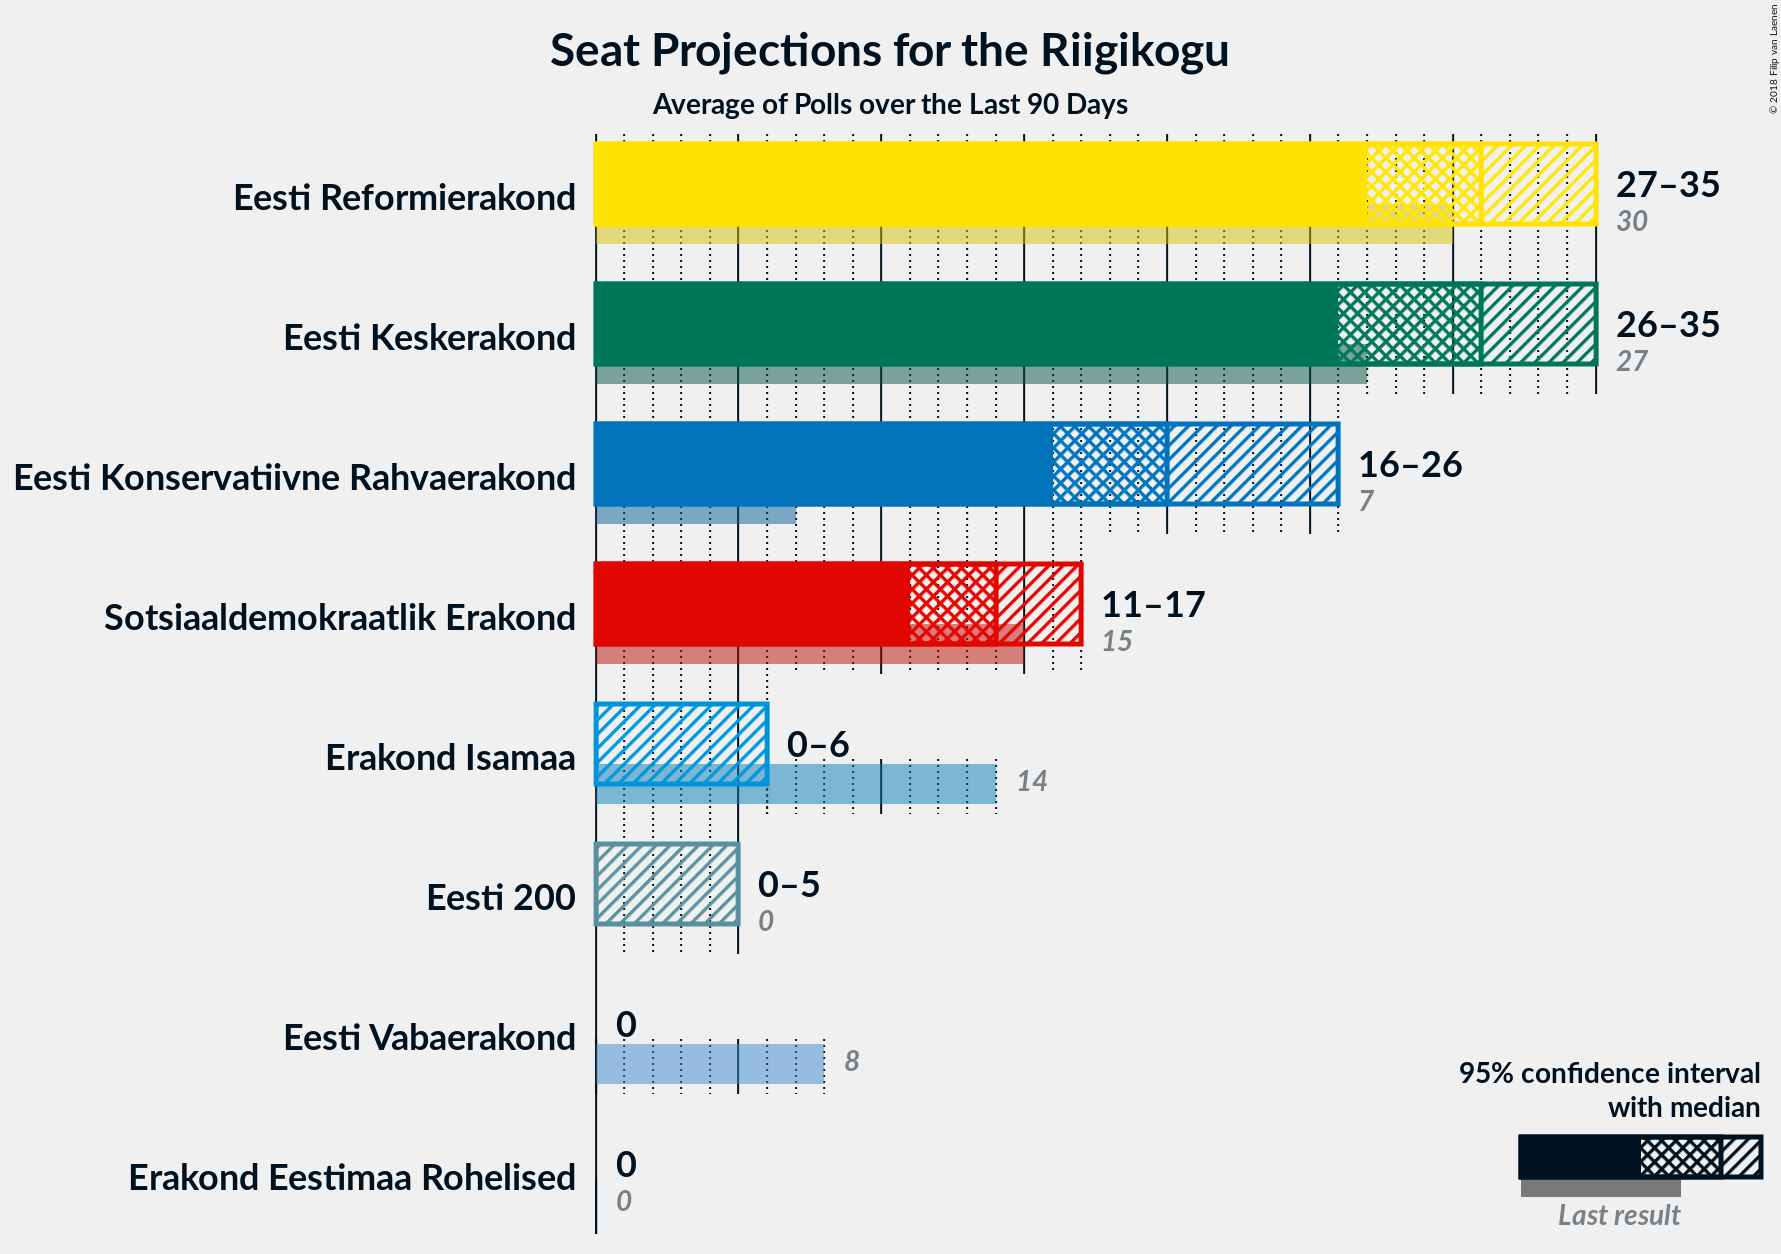 Seat Projections for the Riigikogu
Average of Polls over the Last 90 Days
© 2018 Filip van Laenen
Eesti Reformierakond
27–35
30
Eesti Keskerakond
26–35
27
Eesti Konservatiivne Rahvaerakond
16–26
7
Sotsiaaldemokraatlik Erakond
11–17
15
Erakond Isamaa
0–6
14
Eesti 200
0–5
0
Eesti Vabaerakond
0
8
Erakond Eestimaa Rohelised
0
0
95% confidence interval
with median
Last result